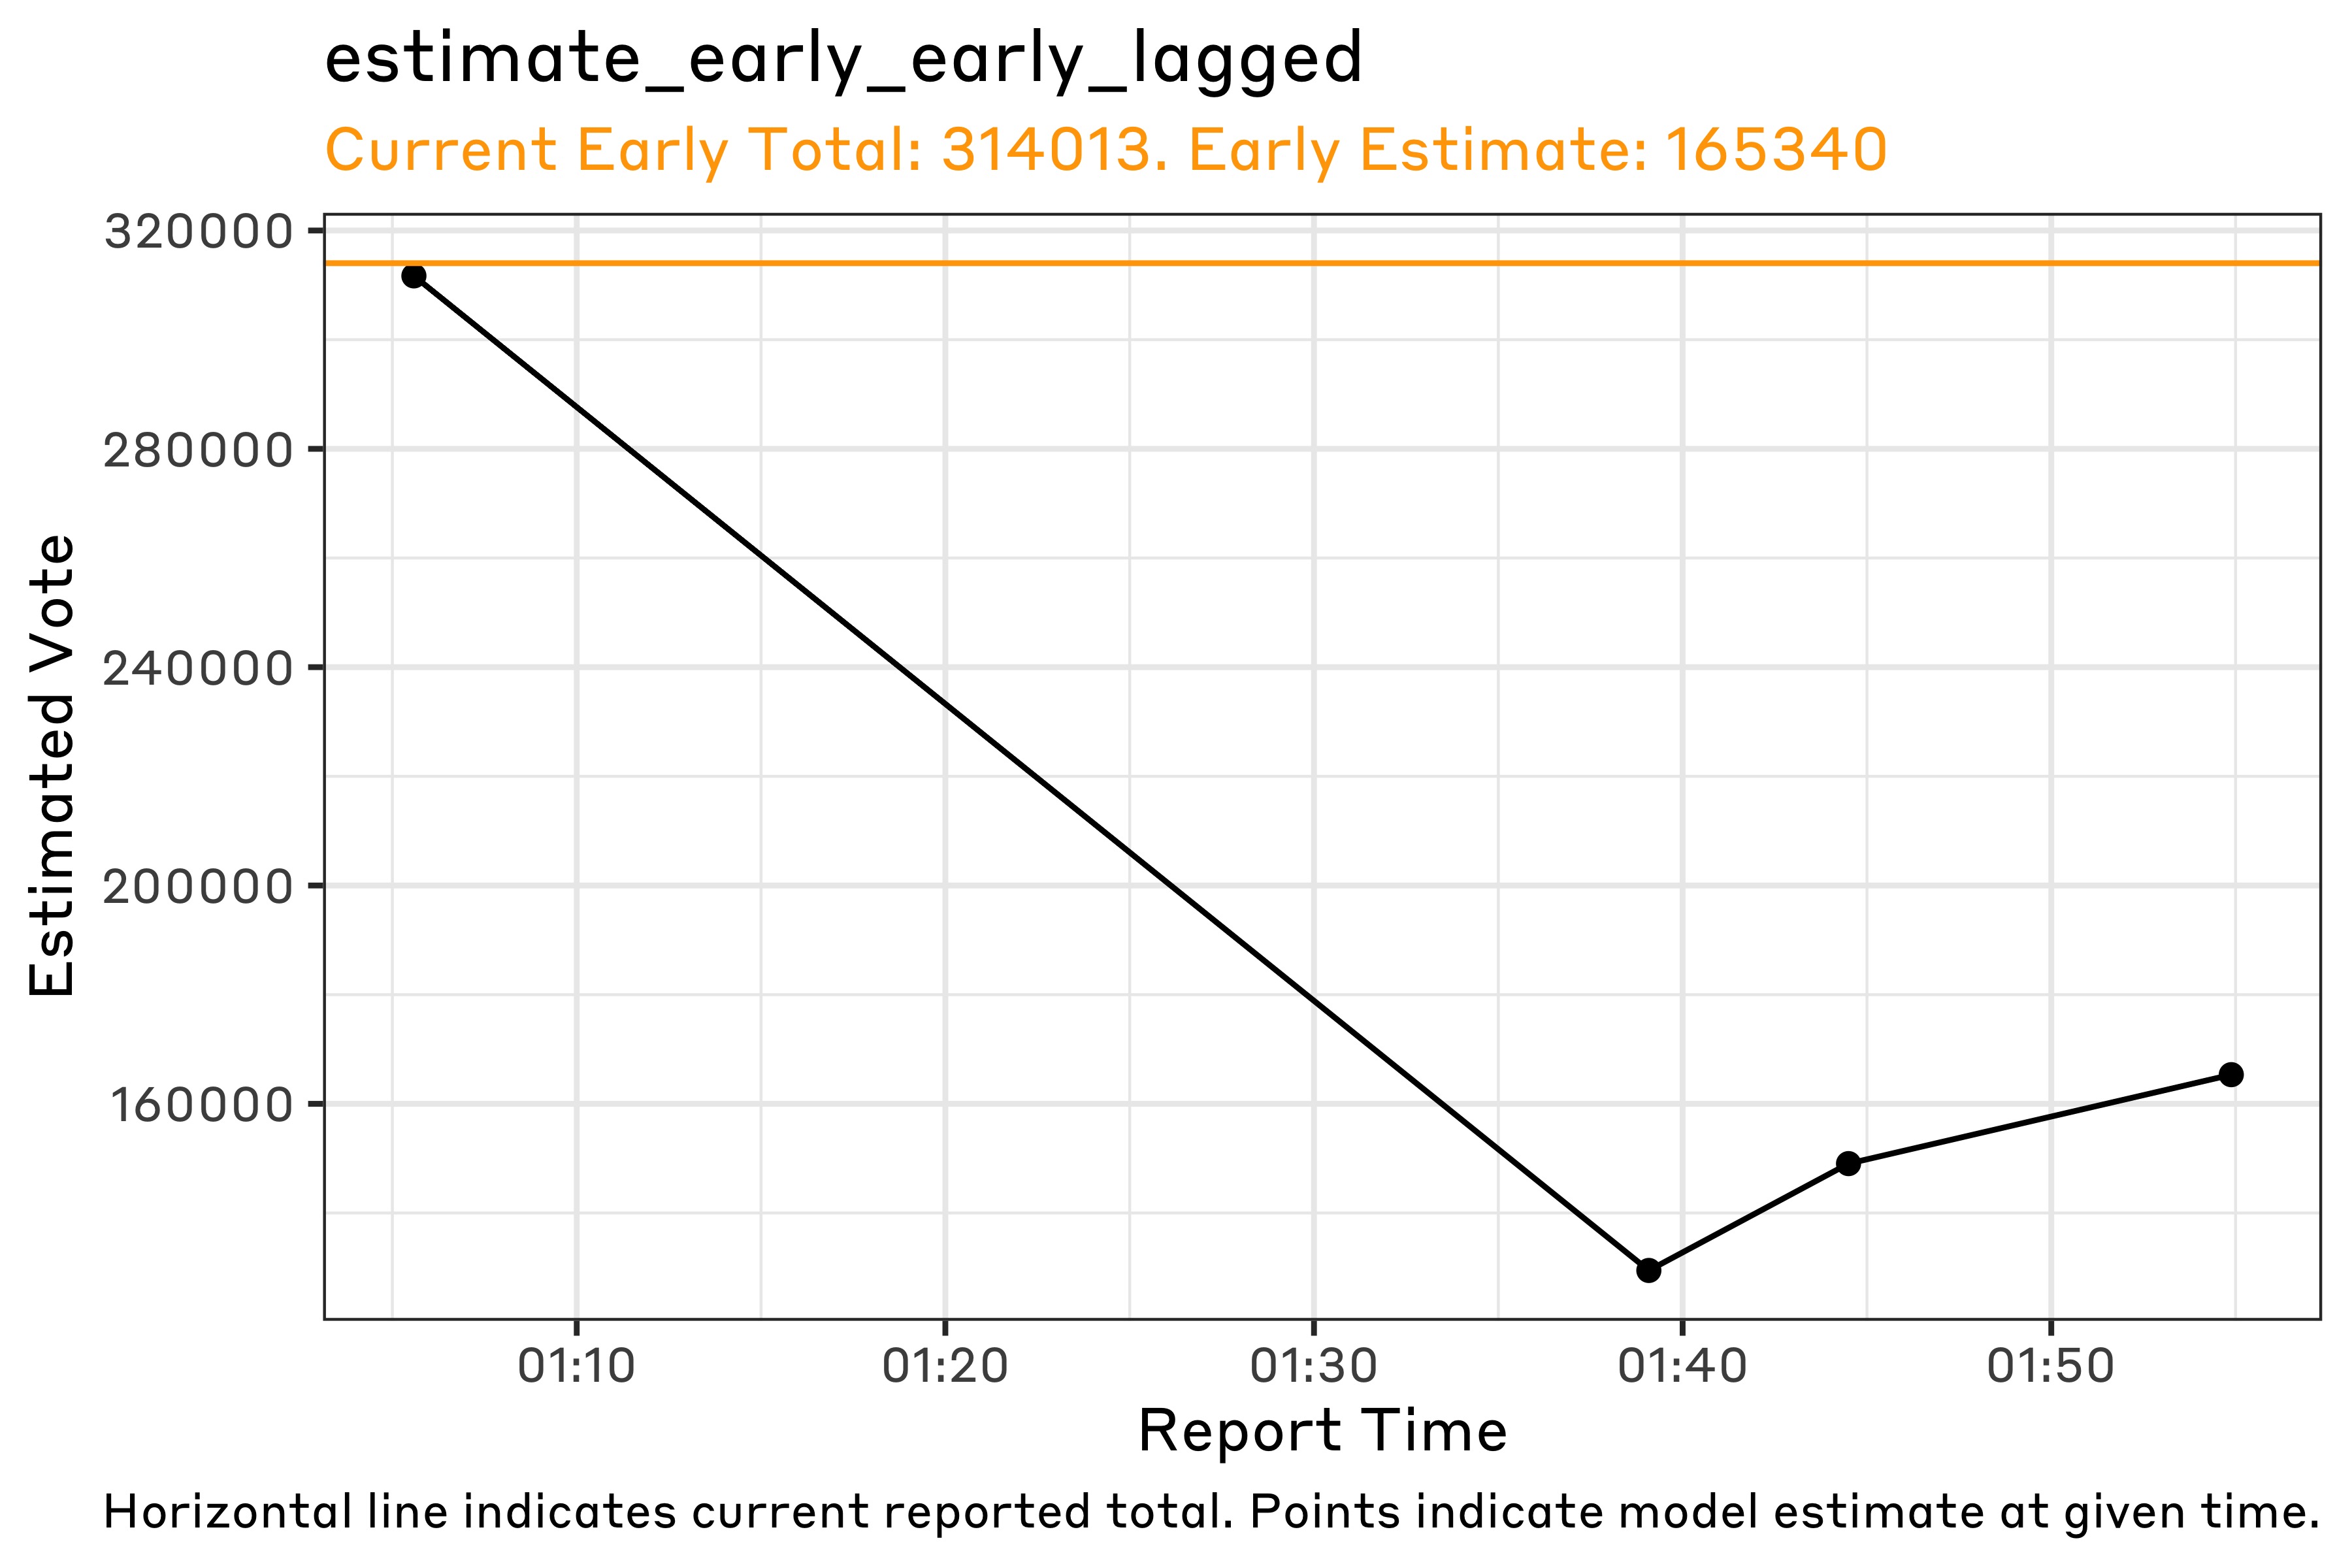 estimate_early_early_lagged
Current Early Total: 314013. Early Estimate: 165340
320000
280000
240000
200000
160000
Estimated Vote
01:10 01:20 01:30 01:40 01:50
Report Time
Horizontal line indicates current reported total. Points indicate model estimate at given time.